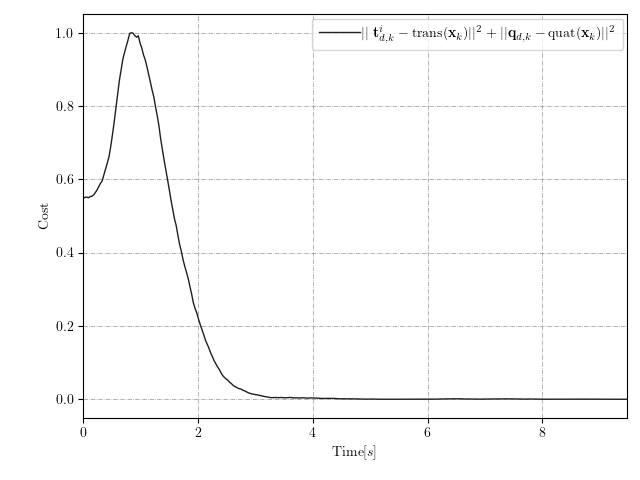 || t^i_{d,k} − trans(x_k)||^2 + ||q_{d,k} − quat(x_k)||^2
1.0
0.8
0.6
0.4
0.2
0.0
Cost
0 2 4 6 8
Time[s]